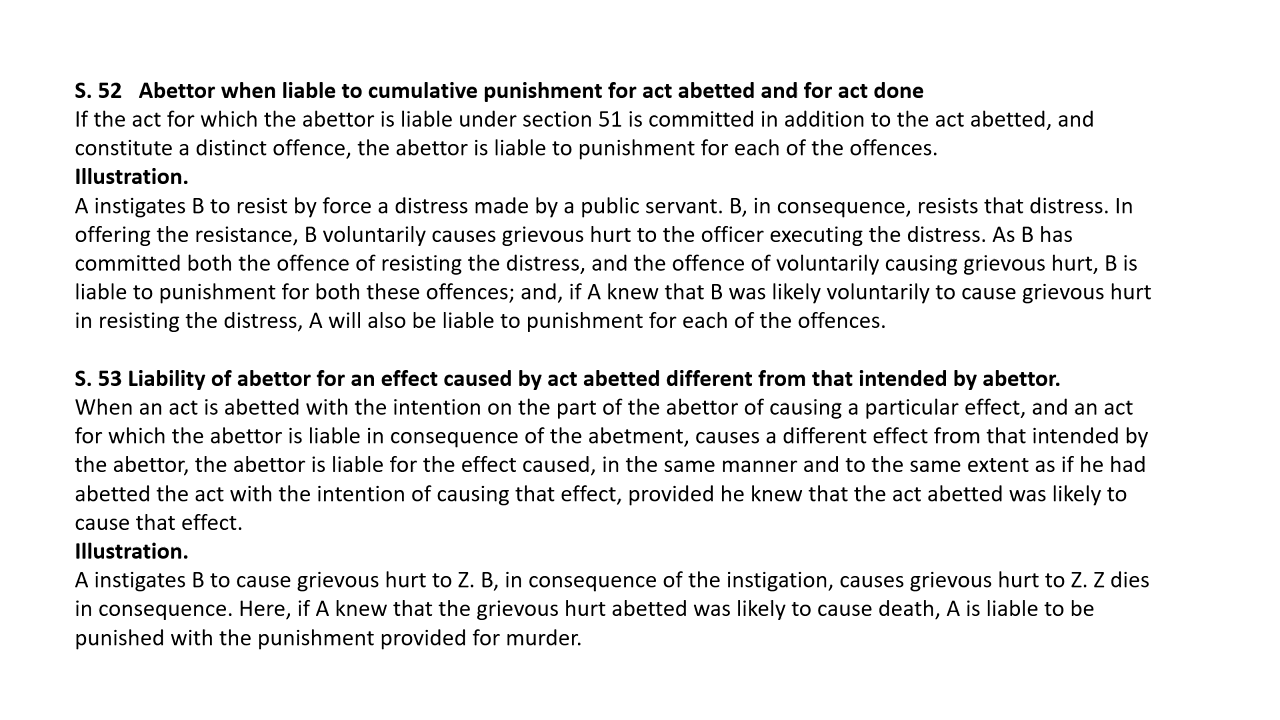 S. 52   Abettor when liable to cumulative punishment for act abetted and for act done
If the act for which the abettor is liable under section 51 is committed in addition to the act abetted, and
constitute a distinct offence, the abettor is liable to punishment for each of the offences.
Illustration.
A instigates B to resist by force a distress made by a public servant. B, in consequence, resists that distress. In
offering the resistance, B voluntarily causes grievous hurt to the officer executing the distress. As B has
committed both the offence of resisting the distress, and the offence of voluntarily causing grievous hurt, B is
liable to punishment for both these offences; and, if A knew that B was likely voluntarily to cause grievous hurt
in resisting the distress, A will also be liable to punishment for each of the offences.
S. 53 Liability of abettor for an effect caused by act abetted different from that intended by abettor.
When an act is abetted with the intention on the part of the abettor of causing a particular effect, and an act
for which the abettor is liable in consequence of the abetment, causes a different effect from that intended by
the abettor, the abettor is liable for the effect caused, in the same manner and to the same extent as if he had
abetted the act with the intention of causing that effect, provided he knew that the act abetted was likely to
cause that effect.
Illustration.
A instigates B to cause grievous hurt to Z. B, in consequence of the instigation, causes grievous hurt to Z. Z dies
in consequence. Here, if A knew that the grievous hurt abetted was likely to cause death, A is liable to be
punished with the punishment provided for murder.